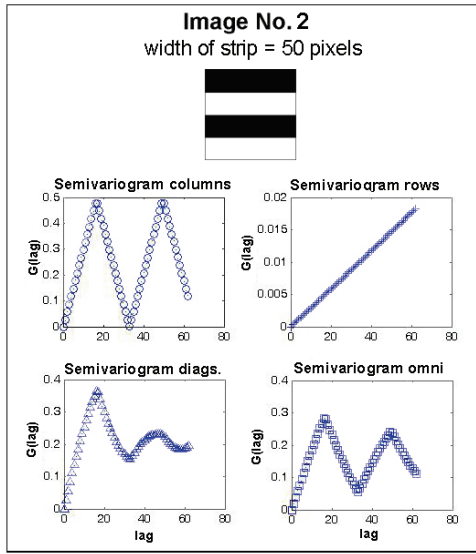 Image No. 2
width of strip = 50 pixels
Semivariogram columns
Semivariogram rows
G(lag)
0.5
0.4
0.3
0.2
0.1
0
0 20 40 60 80
G(lag)
0.02
0.015
0.01
0.005
0
0 20 40 60 80
Semivariogram diags.
Semivariogram omni
G(lag)
0.4
0.3
0.2
0.1
0
0 20 40 60 80
lag
G(lag)
0.4
0.3
0.2
0.1
0
0 20 40 60 80
lag